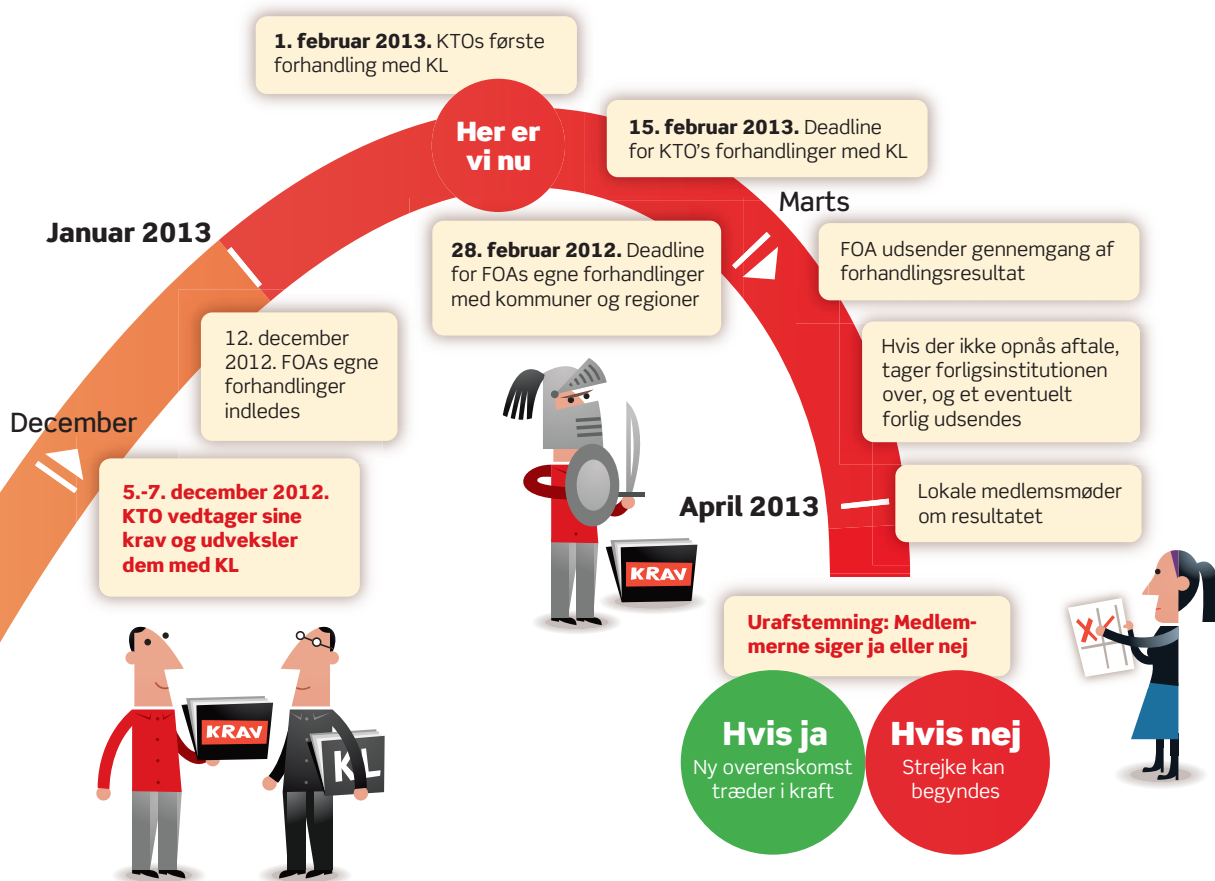 1. februar 2013. KTOs første
forhandling med KL
Her er
vi nu
15. februar 2013. Deadline
for KTO's forhandlinger med KL
Marts
Januar 2013
28. februar 2012. Deadline
for FOAs egne forhandlinger
med kommuner og regioner
FOA udsender gennemgang af
forhandlingsresultat
12. december
2012. FOAs egne
forhandlinger
indledes
Hvis der ikke opnås aftale,
tager forligsinstitutionen
over, og et eventuelt
forlig udsendes
December
5.-7. december 2012.
KTO vedtager sine
krav og udveksler
dem med KL
April 2013
Lokale medlemsmøder
om resultatet
KRAV
Urafstemning: Medlem-
merne siger ja eller nej
KRAV
KL
Hvis ja
Ny overenskomst
træder i kraft
Hvis nej
Strejke kan
begyndes